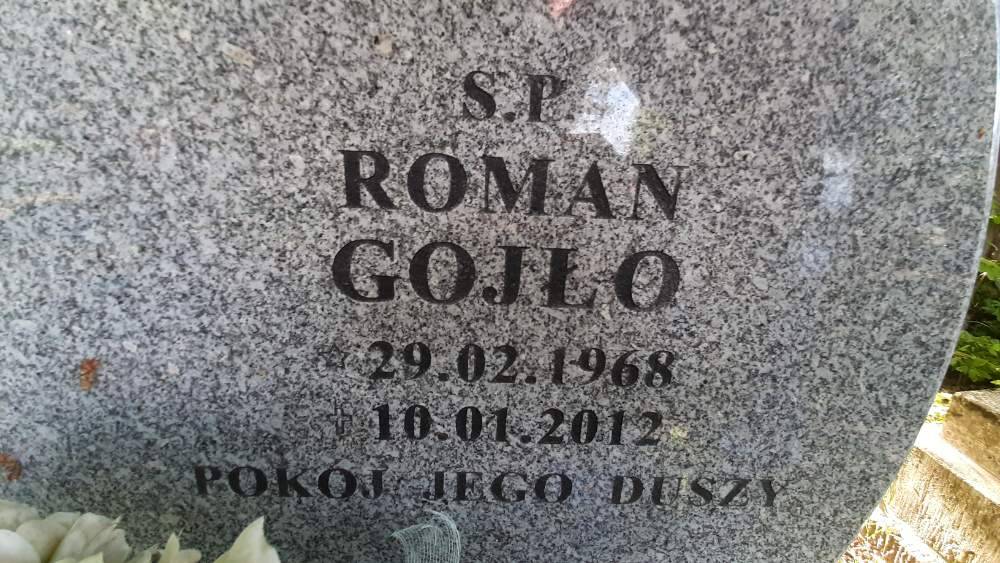 S.P.
ROMAN
GOJŁO
29.02.1968
10.01.2012
POKÓJ JEGO DUSZY